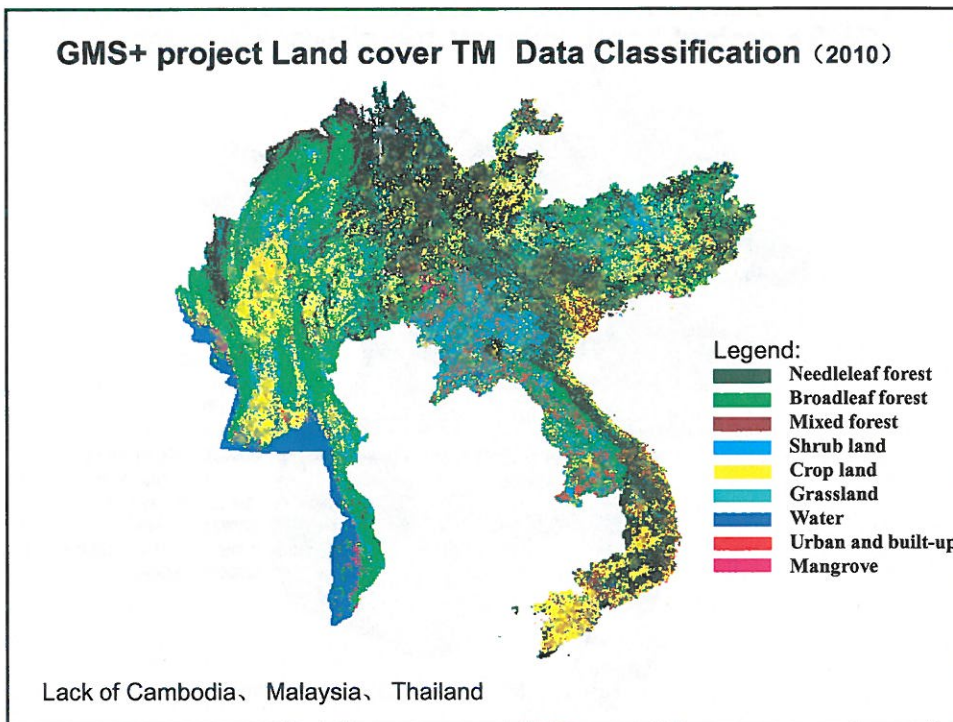 GMS+ project Land cover TM Data Classification（2010）
Legend:
Needleleaf forest
Broadleaf forest
Mixed forest
Shrub land
Crop land
Grassland
Water
Urban and built-up
Mangrove
Lack of Cambodia、 Malaysia、 Thailand